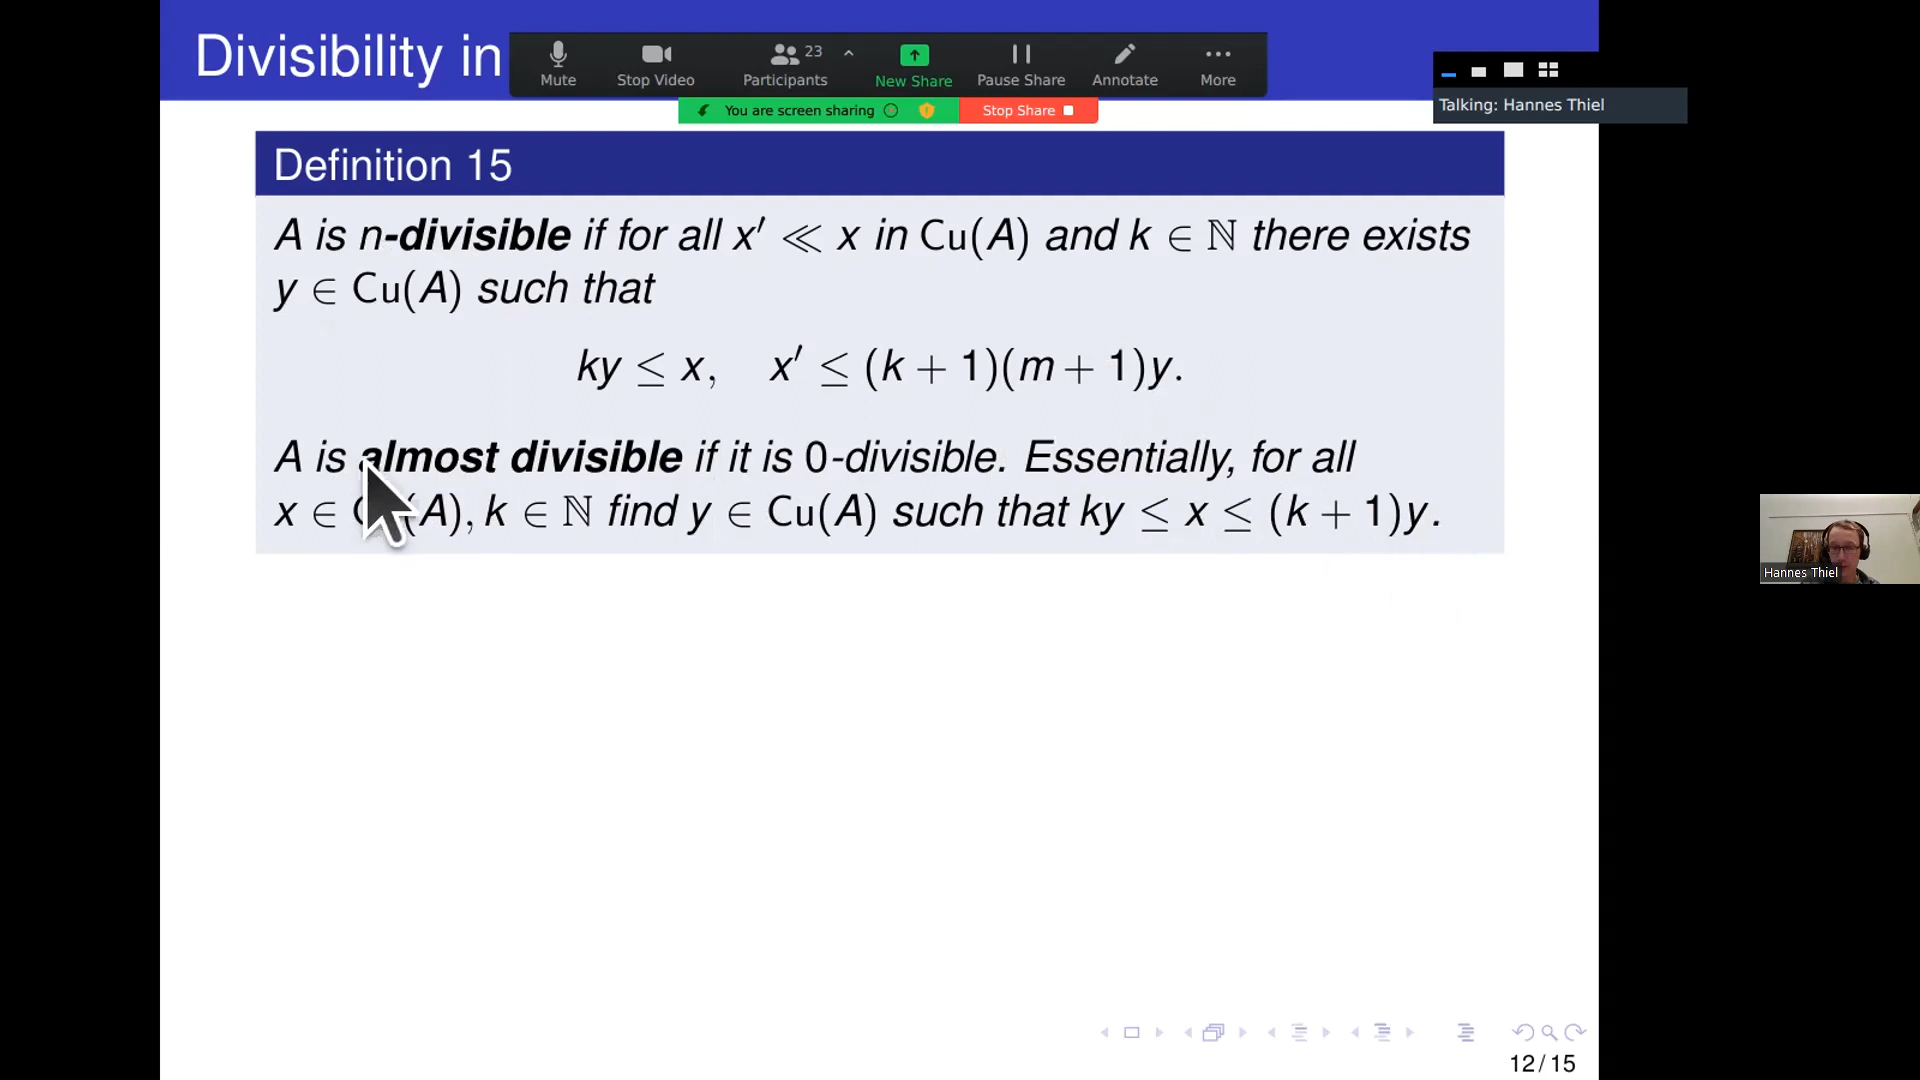 Divisibility in
Mute
Stop Video
Participants
23
New Share
Pause Share
Annotate
More
You are screen sharing
Stop Share
Talking: Hannes Thiel
Definition 15
A is n-divisible if for all x′ ≪ x in Cu(A) and k ∈ ℕ there exists
y ∈ Cu(A) such that
ky ≤ x, x′ ≤ (k + 1)(m + 1)y.
A is almost divisible if it is 0-divisible. Essentially, for all
x ∈ C (A), k ∈ ℕ find y ∈ Cu(A) such that ky ≤ x ≤ (k + 1)y.
Hannes Thiel
12/15